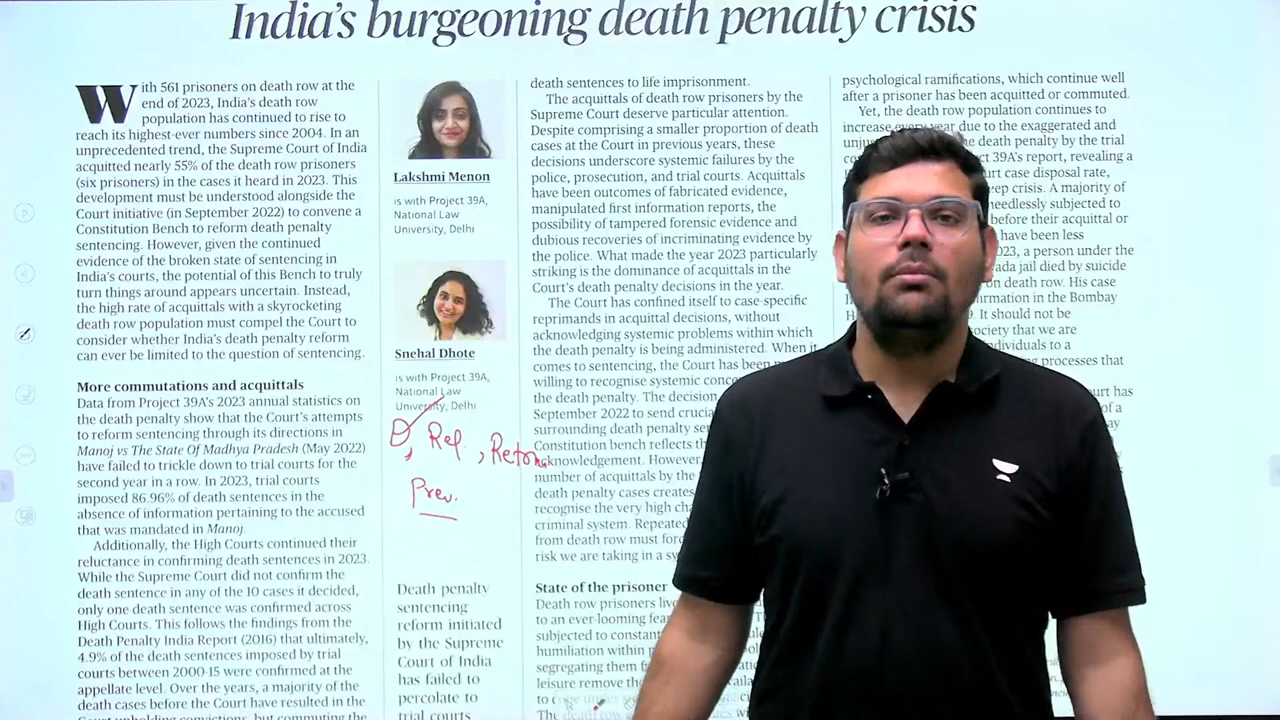 India's burgeoning death penalty crisis
With 561 prisoners on death row at the
end of 2023, India's death row
population has continued to rise to
reach its highest-ever numbers since 2004. In an
unprecedented trend, the Supreme Court of India
acquitted nearly 55% of the death row prisoners
(six prisoners) in the cases it heard in 2023. This
development must be understood alongside the
Court initiative (in September 2022) to convene a
Constitution Bench to reform death penalty
sentencing. However, given the continued
evidence of the broken state of sentencing in
India's courts, the potential of this Bench to truly
turn things around appears uncertain. Instead,
the high rate of acquittals with a skyrocketing
death row population must compel the Court to
consider whether India's death penalty reform
can ever be limited to the question of sentencing.
More commutations and acquittals
Data from Project 39A's 2023 annual statistics on
the death penalty show that the Court's attempts
to reform sentencing through its directions in
Manoj vs The State Of Madhya Pradesh (May 2022)
have failed to trickle down to trial courts for the
second year in a row. In 2023, trial courts
imposed 86.96% of death sentences in the
absence of information pertaining to the accused
that was mandated in Manoj.
Additionally, the High Courts continued their
reluctance in confirming death sentences in 2023.
While the Supreme Court did not confirm the
death sentence in any of the 10 cases it decided,
only one death sentence was confirmed across
High Courts. This follows the findings from the
Death Penalty India Report (2016) that ultimately,
4.9% of the death sentences imposed by trial
courts between 2000-15 were confirmed at the
appellate level. Over the years, a majority of the
death cases before the Court have resulted in the
Court upholding convictions, but commuting the
Lakshmi Menon
is with Project 39A,
National Law
University, Delhi
Snehal Dhote
is with Project 39A,
National Law
University, Delhi
D, Ref., Retorn
Prev.
Death penalty
sentencing
reform initiated
by the Supreme
Court of India
has failed to
percolate to
trial courts
death sentences to life imprisonment.
The acquittals of death row prisoners by the
Supreme Court deserve particular attention.
Despite comprising a smaller proportion of death
cases at the Court in previous years, these
decisions underscore systemic failures by the
police, prosecution, and trial courts. Acquittals
have been outcomes of fabricated evidence,
manipulated first information reports, the
possibility of tampered forensic evidence and
dubious recoveries of incriminating evidence by
the police. What made the year 2023 particularly
striking is the dominance of acquittals in the
Court's death penalty decisions in the year.
The Court has confined itself to case-specific
reprimands in acquittal decisions, without
acknowledging systemic problems within which
the death penalty is being administered. When it
comes to sentencing, the Court has been
willing to recognise systemic conce
the death penalty. The decision
September 2022 to send crucia
surrounding death penalty se
Constitution bench reflects th
acknowledgement. However
number of acquittals by the
death penalty cases creates
recognise the very high cha
criminal system. Repeated
from death row must forc
risk we are taking in a sy
State of the prisoner
Death row prisoners live
to an ever-looming fea
subjected to constan
humiliation within p
segregating them f
leisure remove the
psychological ramifications, which continue well
after a prisoner has been acquitted or commuted.
Yet, the death row population continues to
increase every year due to the exaggerated and
unju he death penalty by the trial
co ct 39A's report, revealing a
urt case disposal rate,
eep crisis. A majority of
needlessly subjected to
before their acquittal or
have been less
023, a person under the
ada jail died by suicide
on death row. His case
irmation in the Bombay
. It should not be
ociety that we are
ndividuals to a
ng processes that
urt has
of a